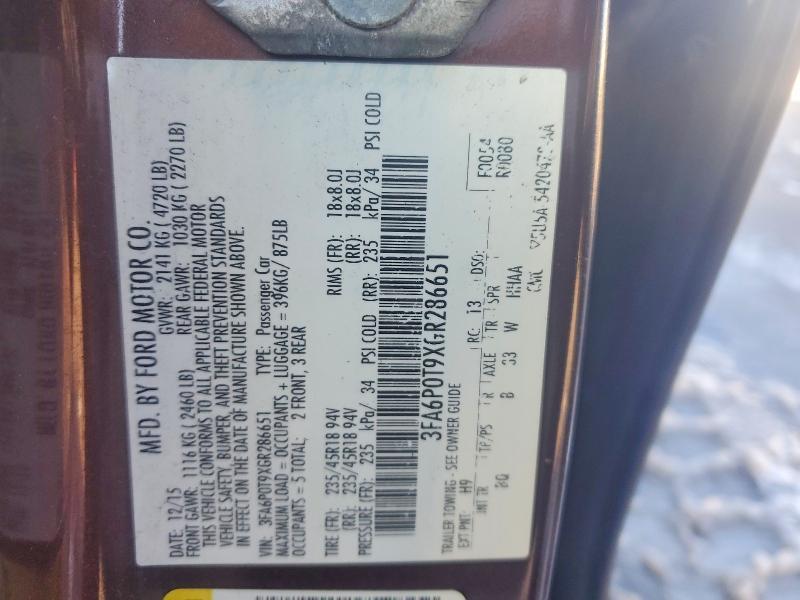 MFD. BY FORD MOTOR CO.
DATE: 12/15 GVWR: 2141 KG ( 4720 LB)
FRONT GAWR: 1116 KG ( 2460 LB) REAR GAWR: 1030 KG ( 2270 LB)
THIS VEHICLE CONFORMS TO ALL APPLICABLE FEDERAL MOTOR
VEHICLE SAFETY, BUMPER, AND THEFT PREVENTION STANDARDS
IN EFFECT ON THE DATE OF MANUFACTURE SHOWN ABOVE.
VIN: 3FA6P0T9XGR286651 TYPE: Passenger Car
MAXIMUM LOAD = OCCUPANTS + LUGGAGE = 396KG/ 875LB
OCCUPANTS = 5 TOTAL: 2 FRONT, 3 REAR
TIRE (FR): 235/45R18 94V RIMS (FR): 18x8.0J
(RR): 235/45R18 94V (RR): 18x8.0J
PRESSURE (FR): 235 kPa/ 34 PSI COLD (RR): 235 kPa/ 34 PSI COLD
3FA6P0T9XGR286651
TRAILER TOWING - SEE OWNER GUIDE F0054
EXT PNT: H9 RC: 13 DSO: R0080
INT TR TP/PS R AXLE TR SPR
BQ B 33 W HHAA